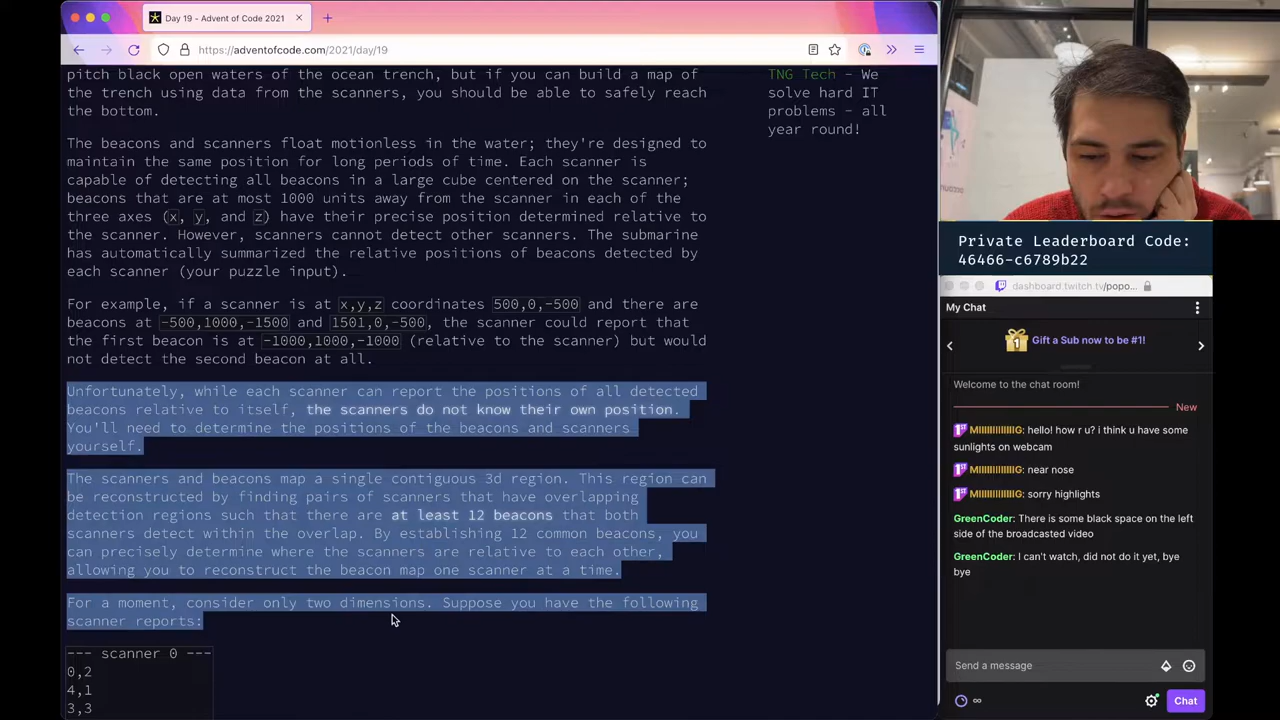 Day 19 - Advent of Code 2021
https://adventofcode.com/2021/day/19
pitch black open waters of the ocean trench, but if you can build a map of
the trench using data from the scanners, you should be able to safely reach
the bottom.
The beacons and scanners float motionless in the water; they're designed to
maintain the same position for long periods of time. Each scanner is
capable of detecting all beacons in a large cube centered on the scanner;
beacons that are at most 1000 units away from the scanner in each of the
three axes (x, y, and z) have their precise position determined relative to
the scanner. However, scanners cannot detect other scanners. The submarine
has automatically summarized the relative positions of beacons detected by
each scanner (your puzzle input).
For example, if a scanner is at x,y,z coordinates 500,0,-500 and there are
beacons at -500,1000,-1500 and 1501,0,-500, the scanner could report that
the first beacon is at -1000,1000,-1000 (relative to the scanner) but would
not detect the second beacon at all.
Unfortunately, while each scanner can report the positions of all detected
beacons relative to itself, the scanners do not know their own position.
You'll need to determine the positions of the beacons and scanners
yourself.
The scanners and beacons map a single contiguous 3d region. This region can
be reconstructed by finding pairs of scanners that have overlapping
detection regions such that there are at least 12 beacons that both
scanners detect within the overlap. By establishing 12 common beacons, you
can precisely determine where the scanners are relative to each other,
allowing you to reconstruct the beacon map one scanner at a time.
For a moment, consider only two dimensions. Suppose you have the following
scanner reports:
--- scanner 0 ---
0,2
4,1
3,3
TNG Tech - We
solve hard IT
problems - all
year round!
Private Leaderboard Code:
46466-c6789b22
dashboard.twitch.tv/popo...
My Chat
Gift a Sub now to be #1!
Welcome to the chat room!
New
hello! how r u? i think u have some
sunlights on webcam
near nose
sorry highlights
GreenCoder: There is some black space on the left
side of the broadcasted video
GreenCoder: I can't watch, did not do it yet, bye
bye
Send a message
Chat